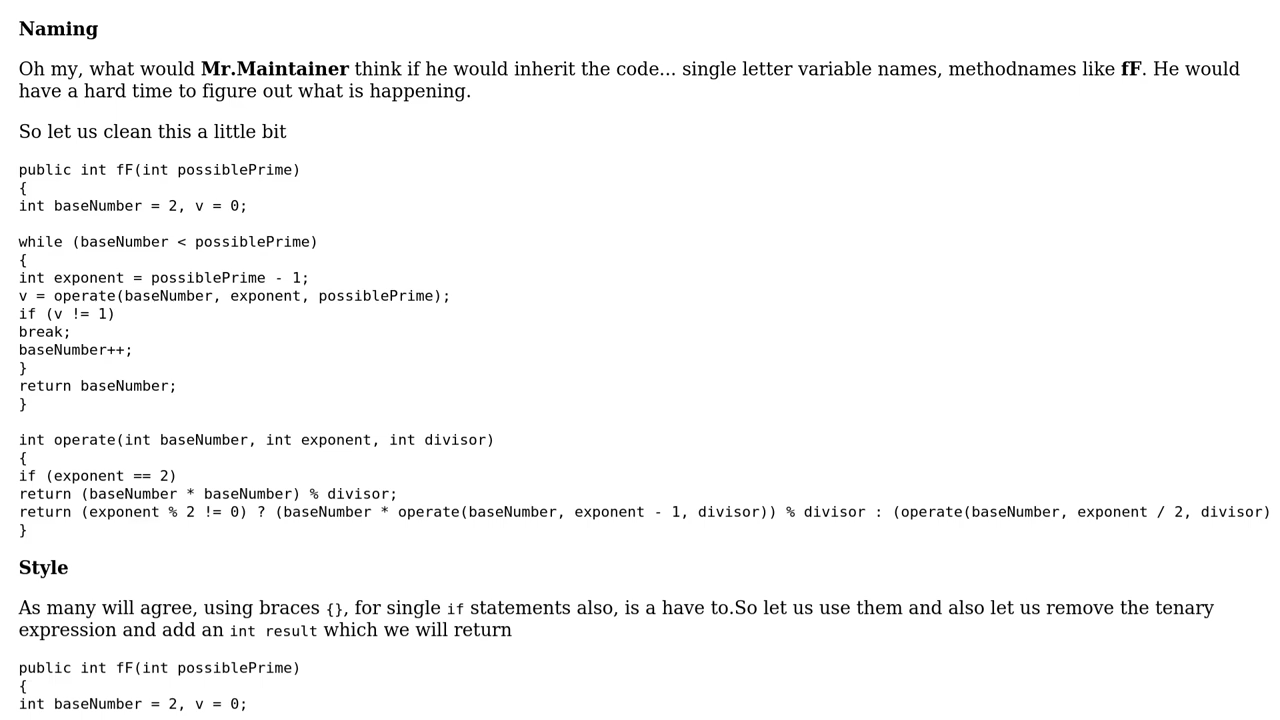 Naming
Oh my, what would Mr.Maintainer think if he would inherit the code... single letter variable names, methodnames like fF. He would
have a hard time to figure out what is happening.
So let us clean this a little bit
public int fF(int possiblePrime)
{
int baseNumber = 2, v = 0;
while (baseNumber < possiblePrime)
{
int exponent = possiblePrime - 1;
v = operate(baseNumber, exponent, possiblePrime);
if (v != 1)
break;
baseNumber++;
}
return baseNumber;
}
int operate(int baseNumber, int exponent, int divisor)
{
if (exponent == 2)
return (baseNumber * baseNumber) % divisor;
return (exponent % 2 != 0) ? (baseNumber * operate(baseNumber, exponent - 1, divisor)) % divisor : (operate(baseNumber, exponent / 2, divisor)
}
Style
As many will agree, using braces {}, for single if statements also, is a have to.So let us use them and also let us remove the tenary
expression and add an int result which we will return
public int fF(int possiblePrime)
{
int baseNumber = 2, v = 0;